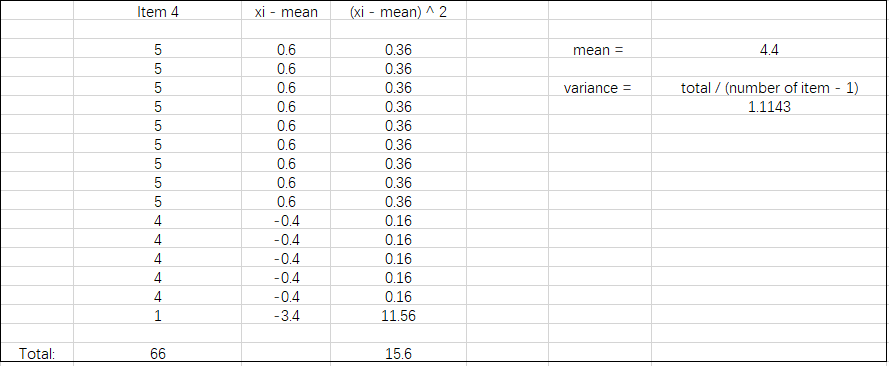 Item 4 xi - mean (xi - mean) ^ 2
5 0.6 0.36 mean = 4.4
5 0.6 0.36
5 0.6 0.36 variance = total / (number of item - 1)
5 0.6 0.36 1.1143
5 0.6 0.36
5 0.6 0.36
5 0.6 0.36
5 0.6 0.36
5 0.6 0.36
4 -0.4 0.16
4 -0.4 0.16
4 -0.4 0.16
4 -0.4 0.16
4 -0.4 0.16
1 -3.4 11.56
Total: 66 15.6